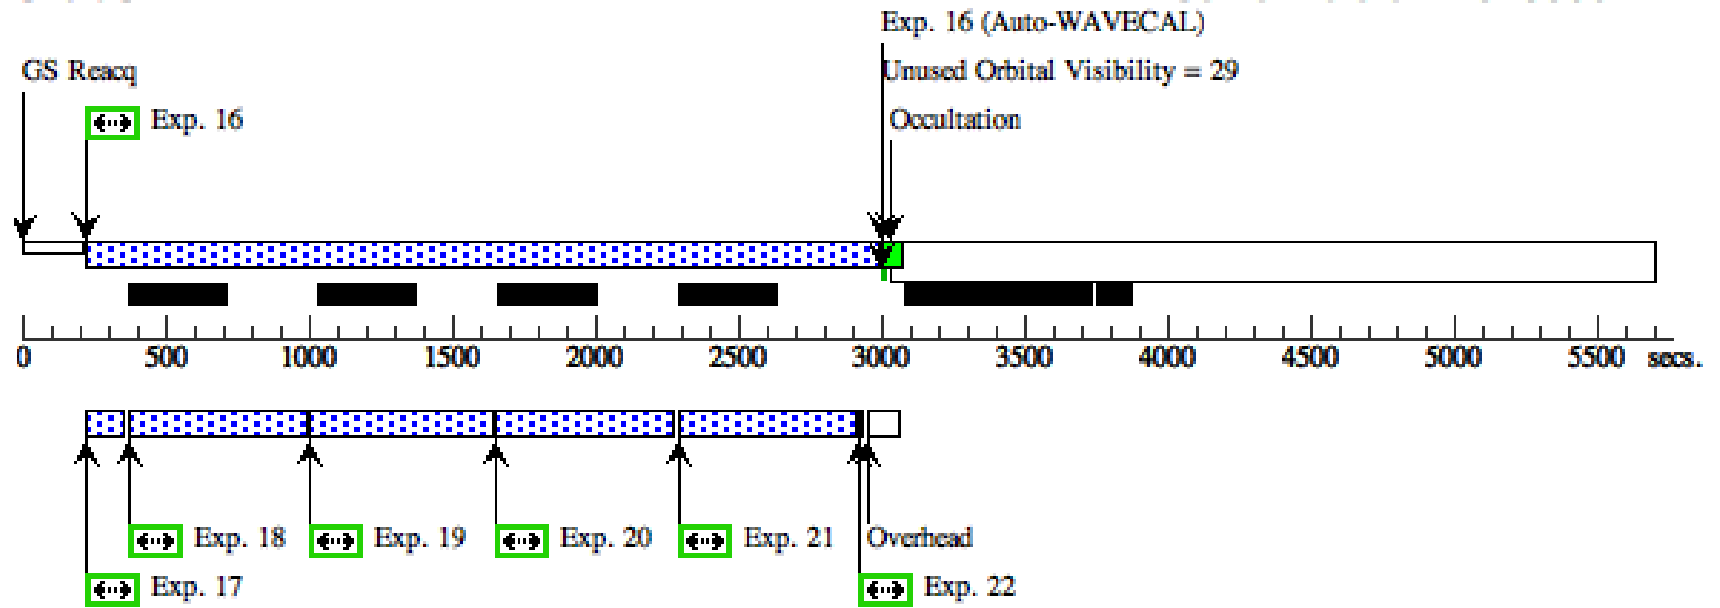 Exp. 16 (Auto-WAVECAL)
GS Reacq
Unused Orbital Visibility = 29
Exp. 16
Occultation
0 500 1000 1500 2000 2500 3000 3500 4000 4500 5000 5500 secs.
Exp. 18 Exp. 19 Exp. 20 Exp. 21 Overhead
Exp. 17 Exp. 22